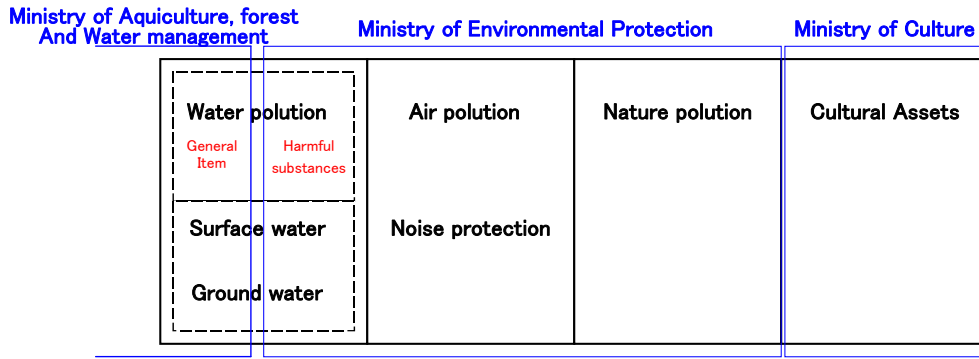 Ministry of Aquiculture, forest
And Water management
Ministry of Environmental Protection
Ministry of Culture
Water polution
Air polution
Nature polution
Cultural Assets
General
Item
Harmful
substances
Surface water
Noise protection
Ground water